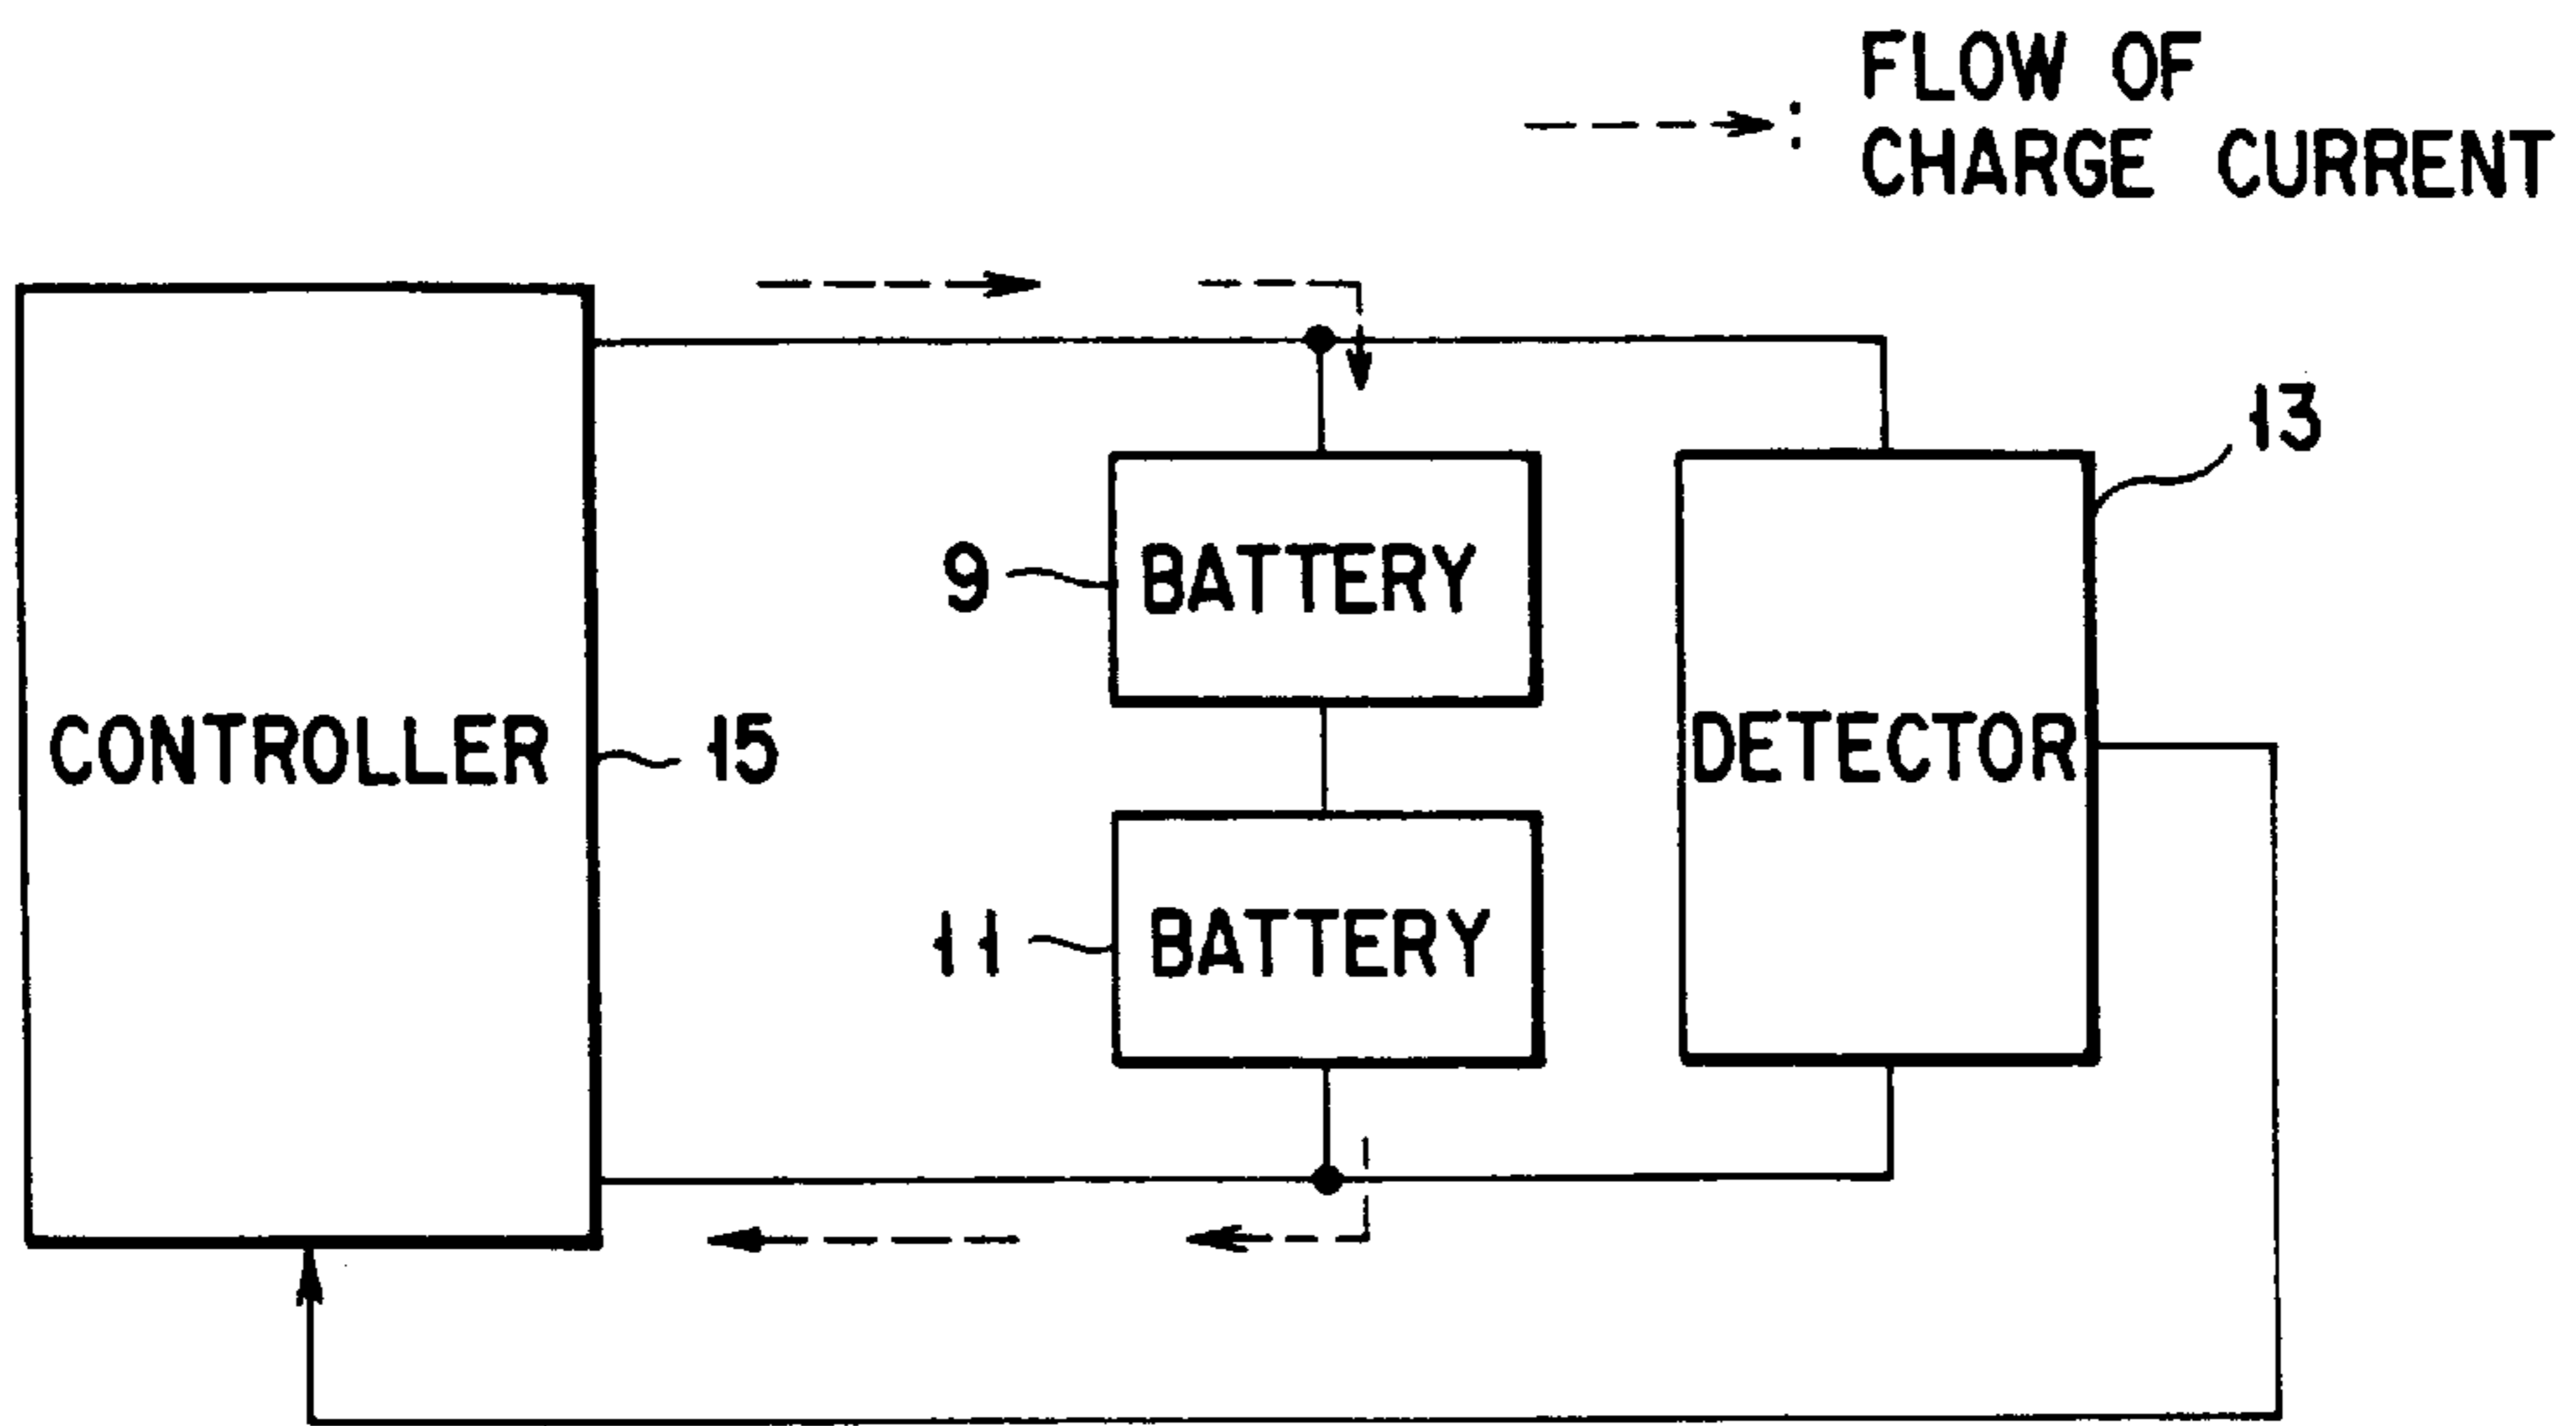 FLOW OF
: CHARGE CURRENT
13
9 BATTERY
CONTROLLER 15 DETECTOR
11 BATTERY